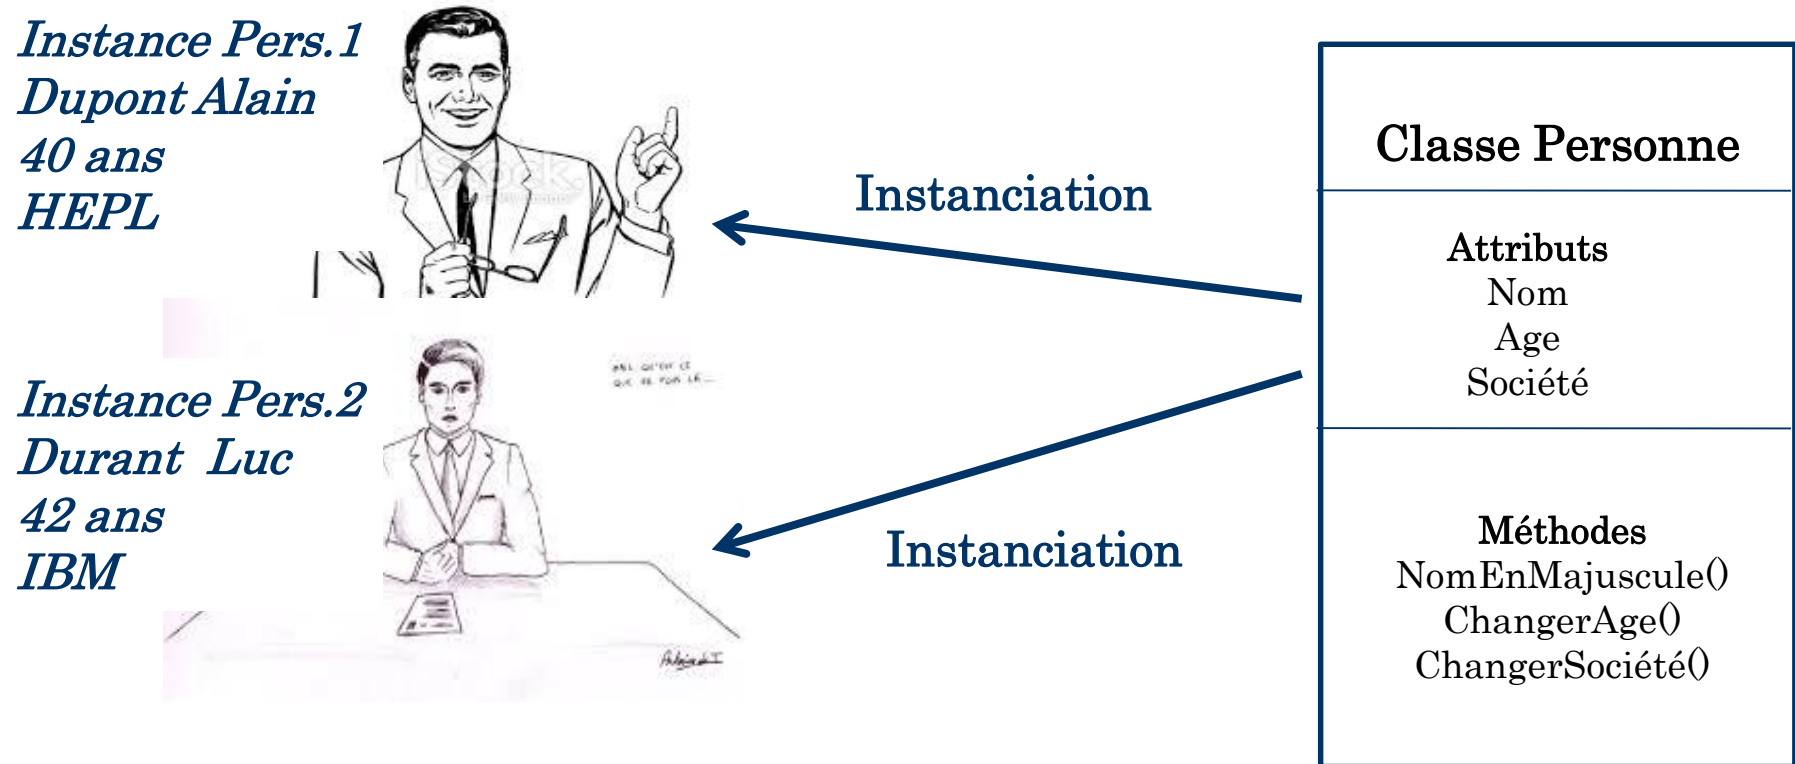 Instance Pers.1
Dupont Alain
40 ans
HEPL
Instanciation
Instance Pers.2
Durant Luc
42 ans
IBM
Instanciation
Classe Personne
Attributs
Nom
Age
Société
Méthodes
NomEnMajuscule()
ChangerAge()
ChangerSociété()